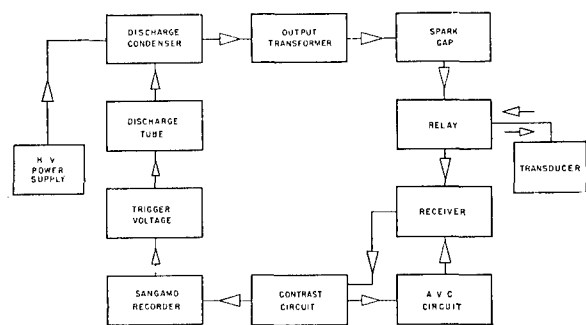 DISCHARGE
CONDENSER
OUTPUT
TRANSFORMER
SPARK
GAP
DISCHARGE
TUBE
RELAY
H V
POWER
SUPPLY
TRANSDUCER
TRIGGER
VOLTAGE
RECEIVER
SANGAMO
RECORDER
CONTRAST
CIRCUIT
A V C
CIRCUIT